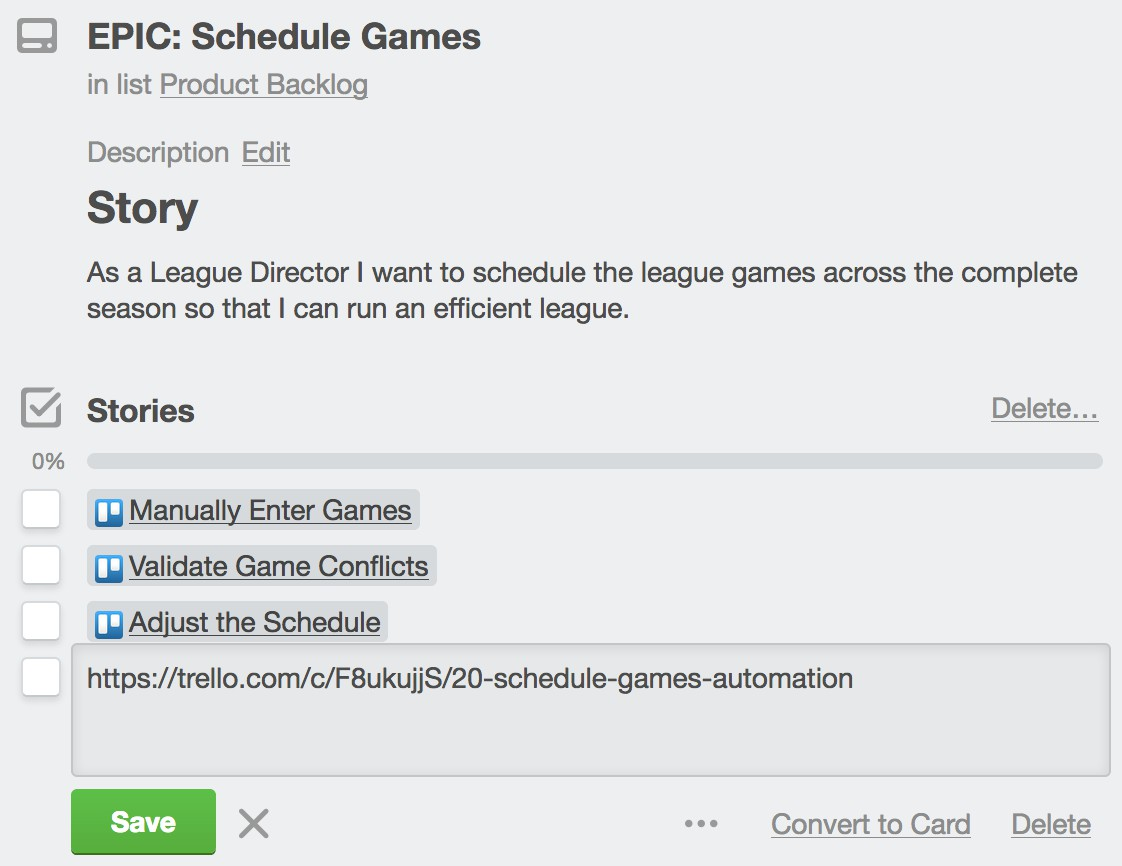 EPIC: Schedule Games
in list Product Backlog
Description Edit
Story
As a League Director I want to schedule the league games across the complete
season so that I can run an efficient league.
Stories Delete...
0%
Manually Enter Games
Validate Game Conflicts
Adjust the Schedule
https://trello.com/c/F8ukujjS/20-schedule-games-automation
Save Convert to Card Delete